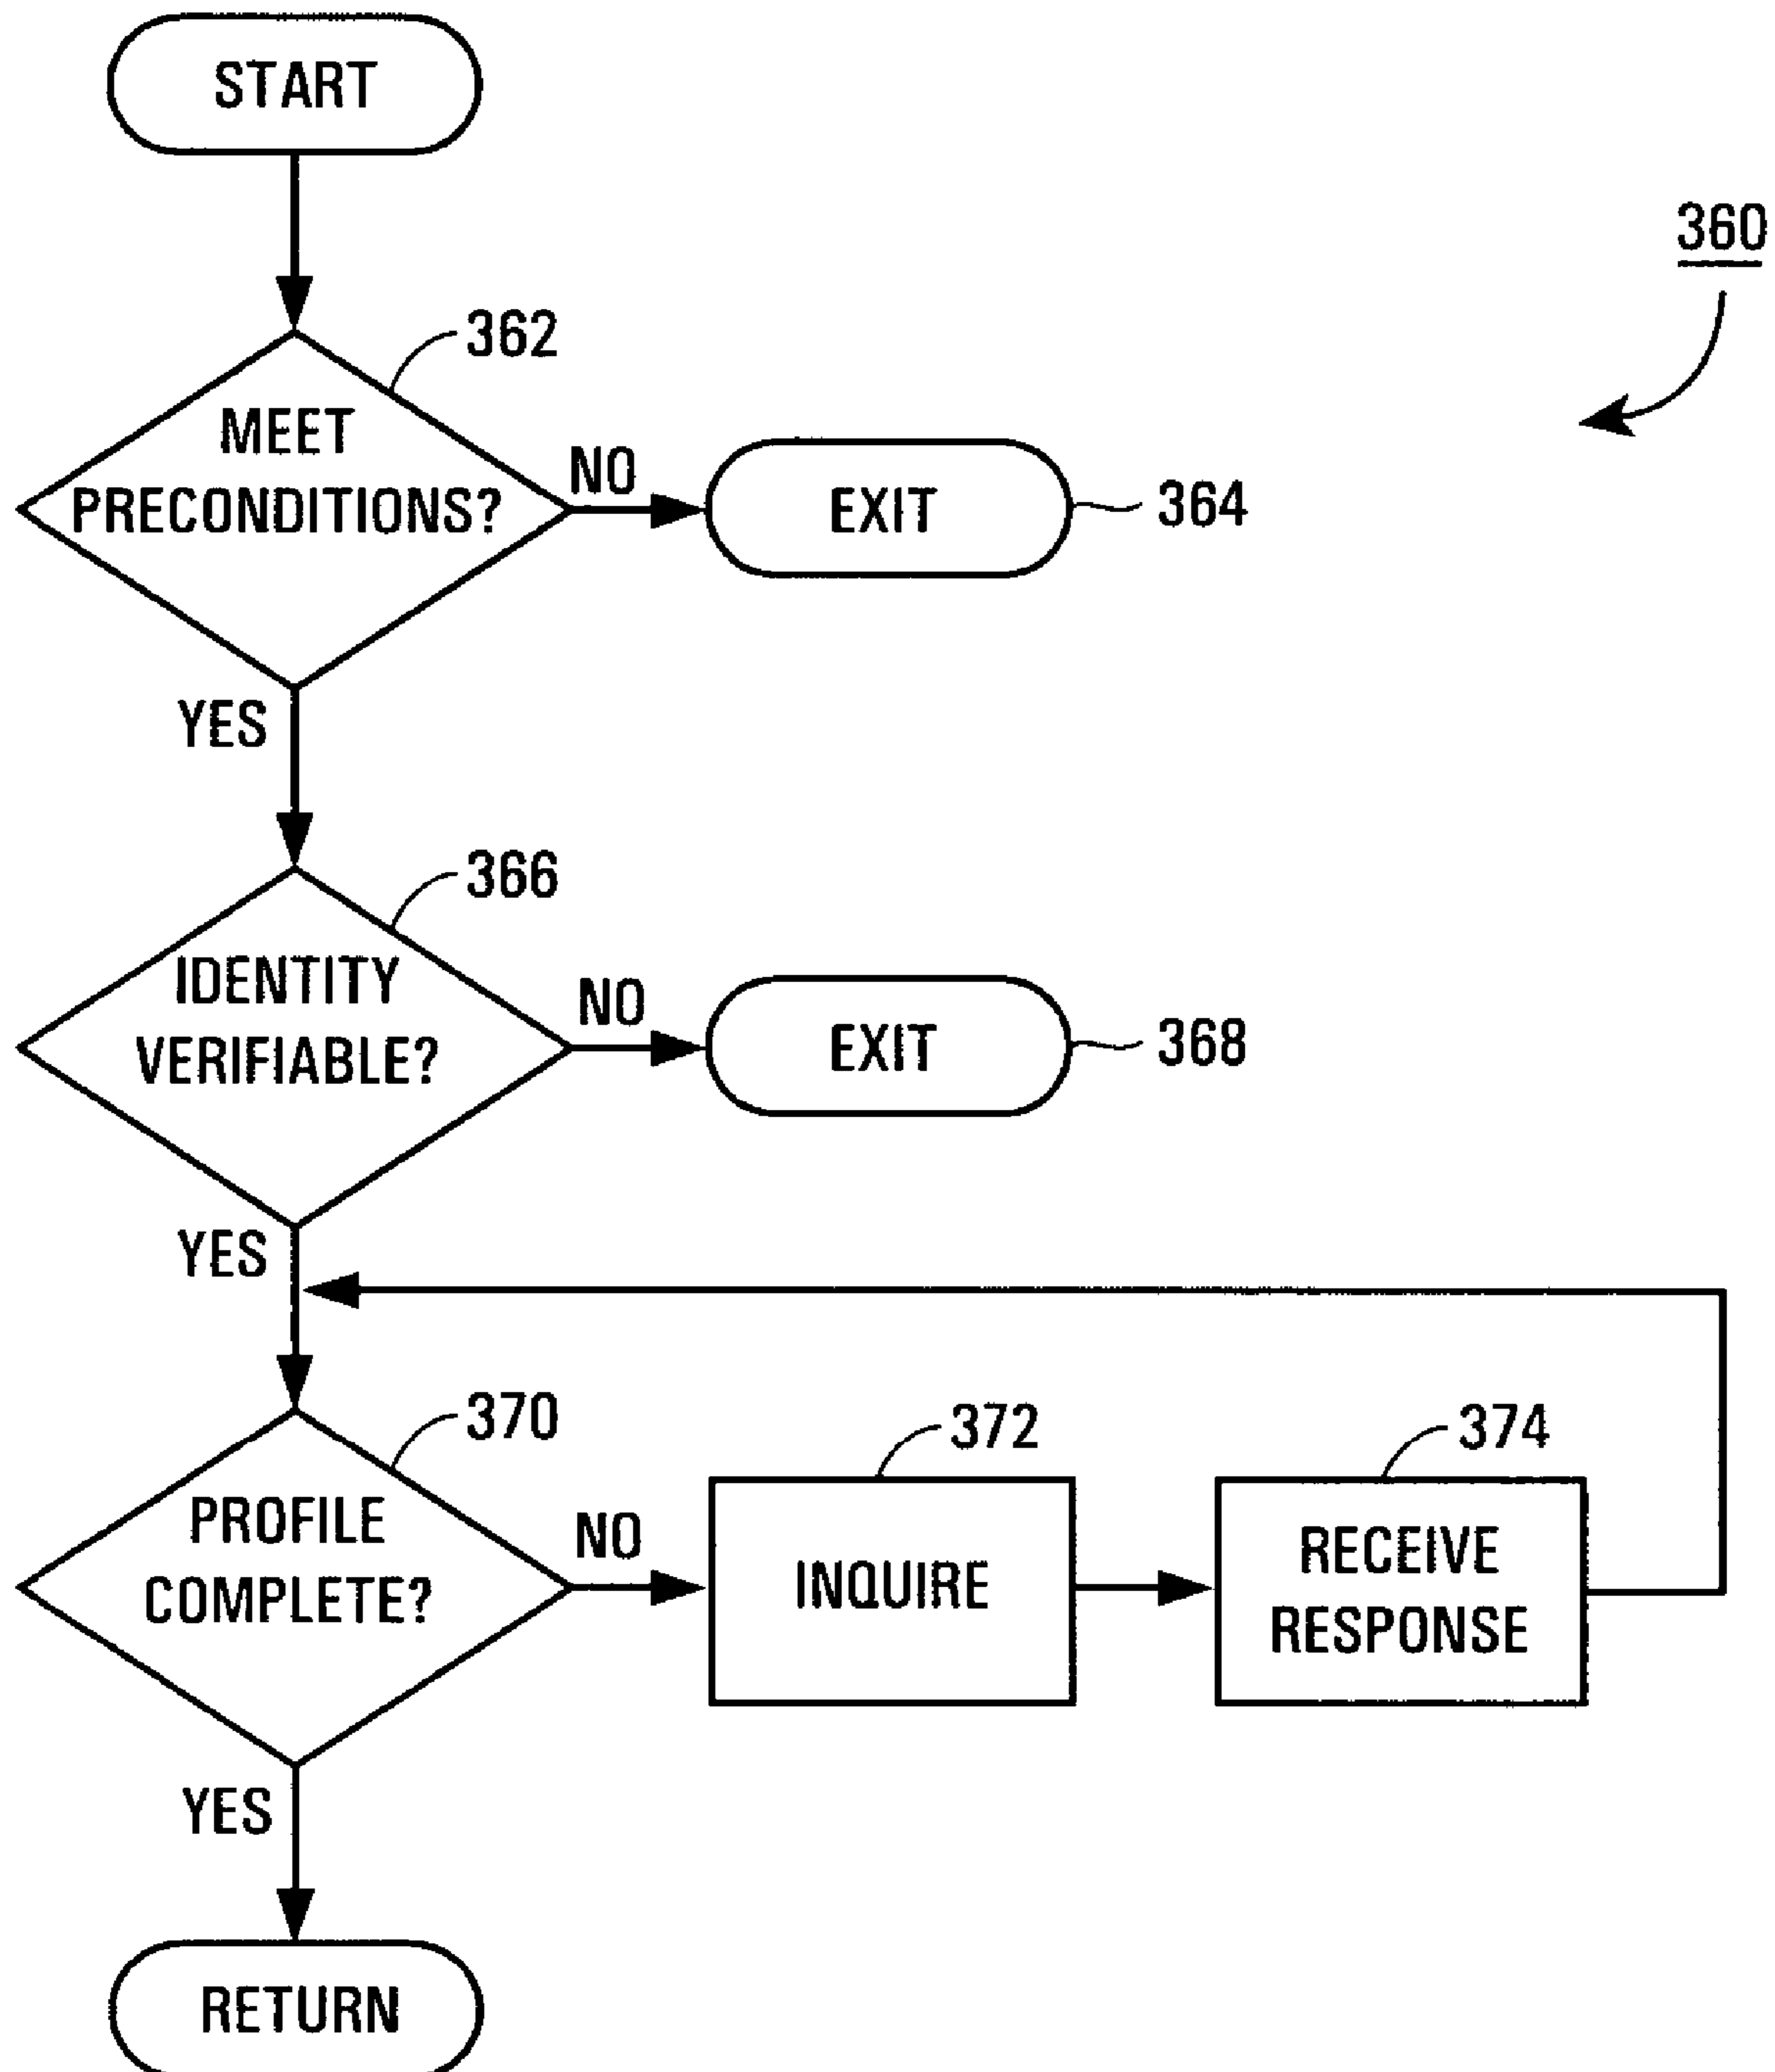 START
360
362
MEET
PRECONDITIONS?
NO
EXIT
364
YES
366
IDENTITY
VERIFIABLE?
NO
EXIT
368
YES
370
372
374
PROFILE
COMPLETE?
NO
INQUIRE
RECEIVE
RESPONSE
YES
RETURN